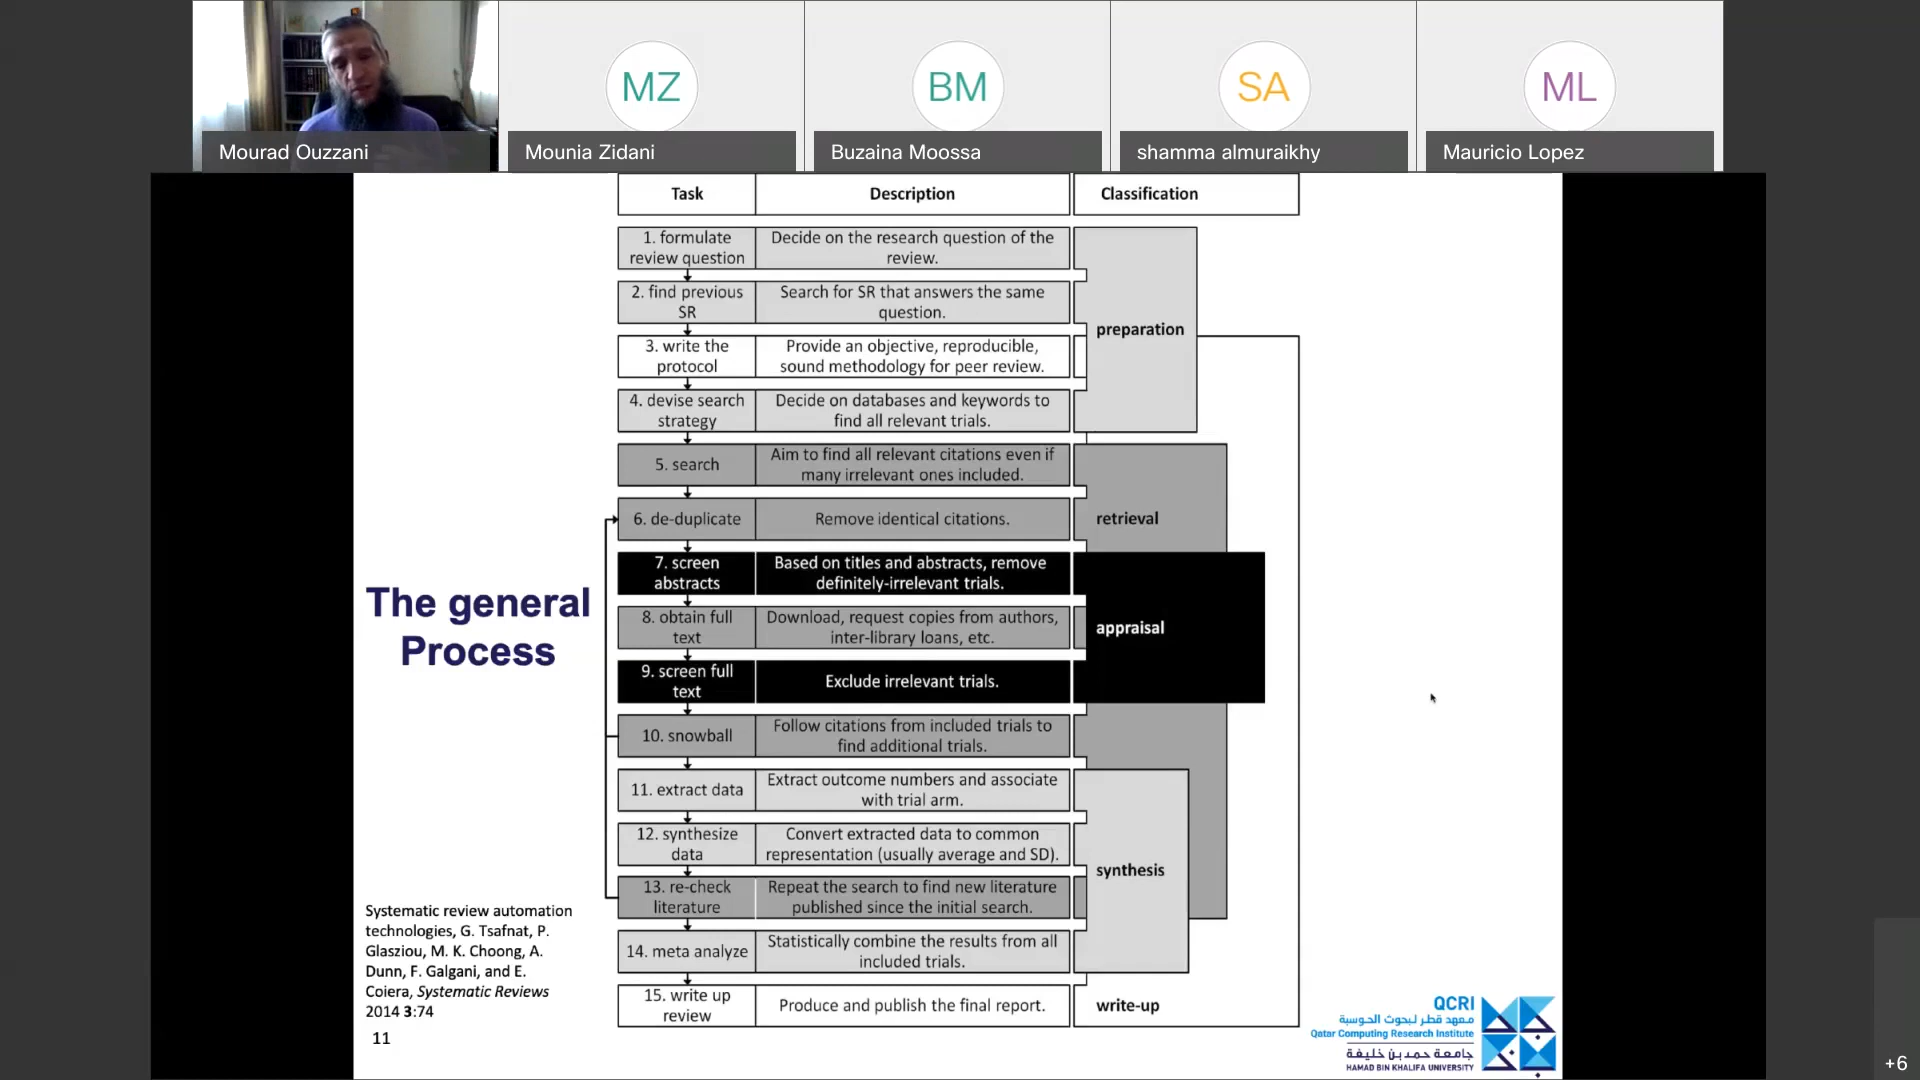 MZ
BM
SA
ML
Mourad Ouzzani
Mounia Zidani
Buzaina Moossa
shamma almuraikhy
Mauricio Lopez
Task
Description
Classification
1. formulate
review question
Decide on the research question of the
review.
2. find previous
SR
Search for SR that answers the same
question.
preparation
3. write the
protocol
Provide an objective, reproducible,
sound methodology for peer review.
4. devise search
strategy
Decide on databases and keywords to
find all relevant trials.
5. search
Aim to find all relevant citations even if
many irrelevant ones included.
6. de-duplicate
Remove identical citations.
retrieval
7. screen
abstracts
Based on titles and abstracts, remove
definitely-irrelevant trials.
The general
Process
8. obtain full
text
Download, request copies from authors,
inter-library loans, etc.
appraisal
9. screen full
text
Exclude irrelevant trials.
10. snowball
Follow citations from included trials to
find additional trials.
11. extract data
Extract outcome numbers and associate
with trial arm.
12. synthesize
data
Convert extracted data to common
representation (usually average and SD).
synthesis
13. re-check
literature
Repeat the search to find new literature
published since the initial search.
14. meta analyze
Statistically combine the results from all
included trials.
15. write up
review
Produce and publish the final report.
write-up
Systematic review automation
technologies, G. Tsafnat, P.
Glasziou, M. K. Choong, A.
Dunn, F. Galgani, and E.
Coiera, Systematic Reviews
2014 3:74
11
QCRI
معهد قطر لبحوث الحوسبة
Qatar Computing Research Institute
جامعة حمد بن خليفة
HAMAD BIN KHALIFA UNIVERSITY
+6